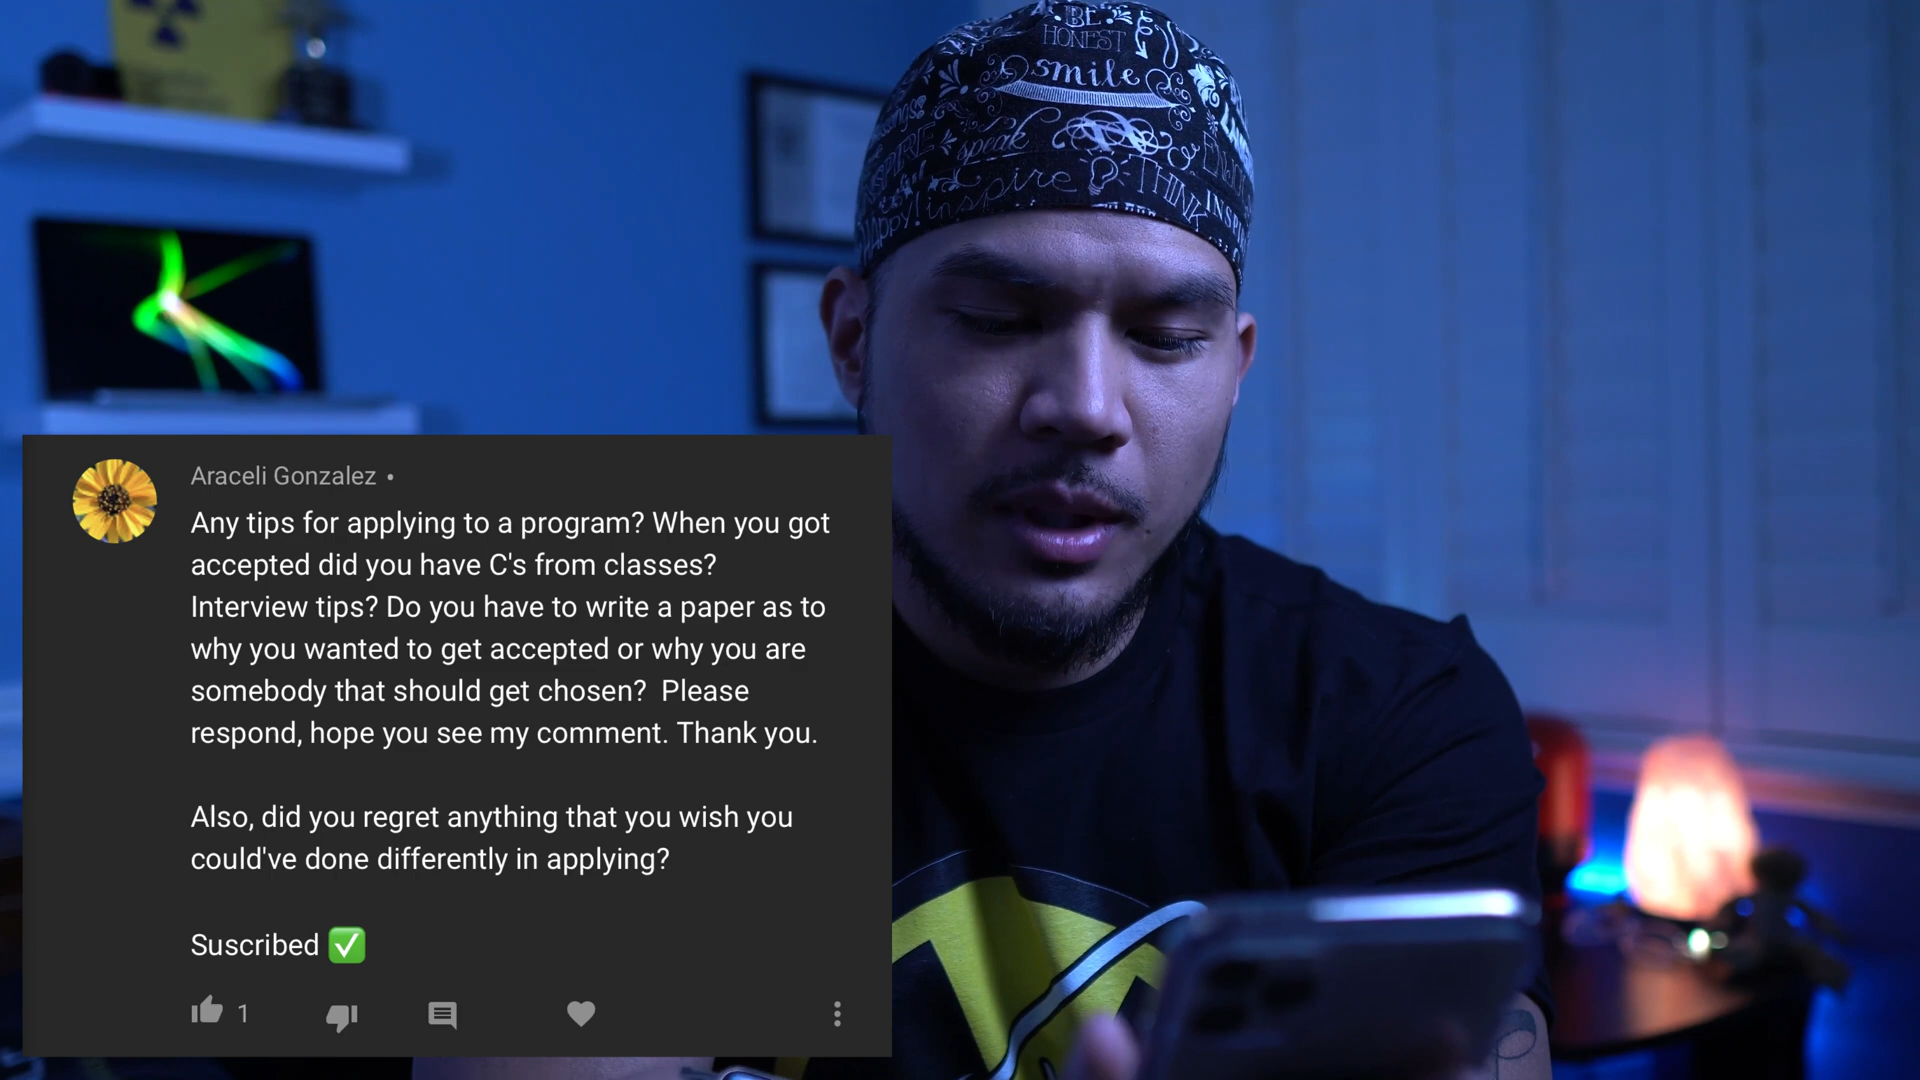 BE
HONEST
smile
speak
inspire
THINK
Araceli Gonzalez •
Any tips for applying to a program? When you got
accepted did you have C's from classes?
Interview tips? Do you have to write a paper as to
why you wanted to get accepted or why you are
somebody that should get chosen?  Please
respond, hope you see my comment. Thank you.
Also, did you regret anything that you wish you
could've done differently in applying?
Suscribed ✅
1